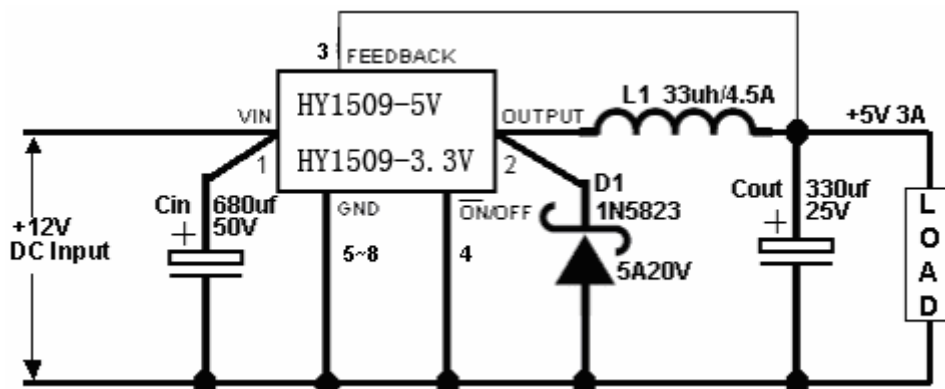 3 FEEDBACK
HY1509-5V
HY1509-3.3V
VIN
1
OUTPUT
2
L1 33uh/4.5A
+5V 3A
Cin
680uf
50V
+
+12V
DC Input
GND
5~8
ON/OFF
4
D1
1N5823
5A20V
Cout
330uf
25V
+
LOAD